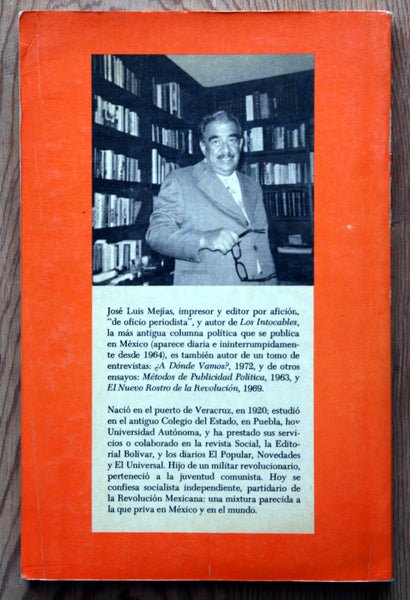 José Luis Mejías, impresor y editor por afición,
"de oficio periodista", y autor de Los Intocables,
la más antigua columna política que se publica
en México (aparece diaria e ininterrumpidamen-
te desde 1964), es también autor de un tomo de
entrevistas: ¿A Dónde Vamos?, 1972, y de otros
ensayos: Métodos de Publicidad Política, 1963, y
El Nuevo Rostro de la Revolución, 1969.
Nació en el puerto de Veracruz, en 1920; estudió
en el antiguo Colegio del Estado, en Puebla, hoy
Universidad Autónoma, y ha prestado sus servi-
cios o colaborado en la revista Social, la Edito-
rial Bolívar, y los diarios El Popular, Novedades
y El Universal. Hijo de un militar revolucionario,
perteneció a la juventud comunista. Hoy se
confiesa socialista independiente, partidario de
la Revolución Mexicana: una mixtura parecida a
la que priva en México y en el mundo.